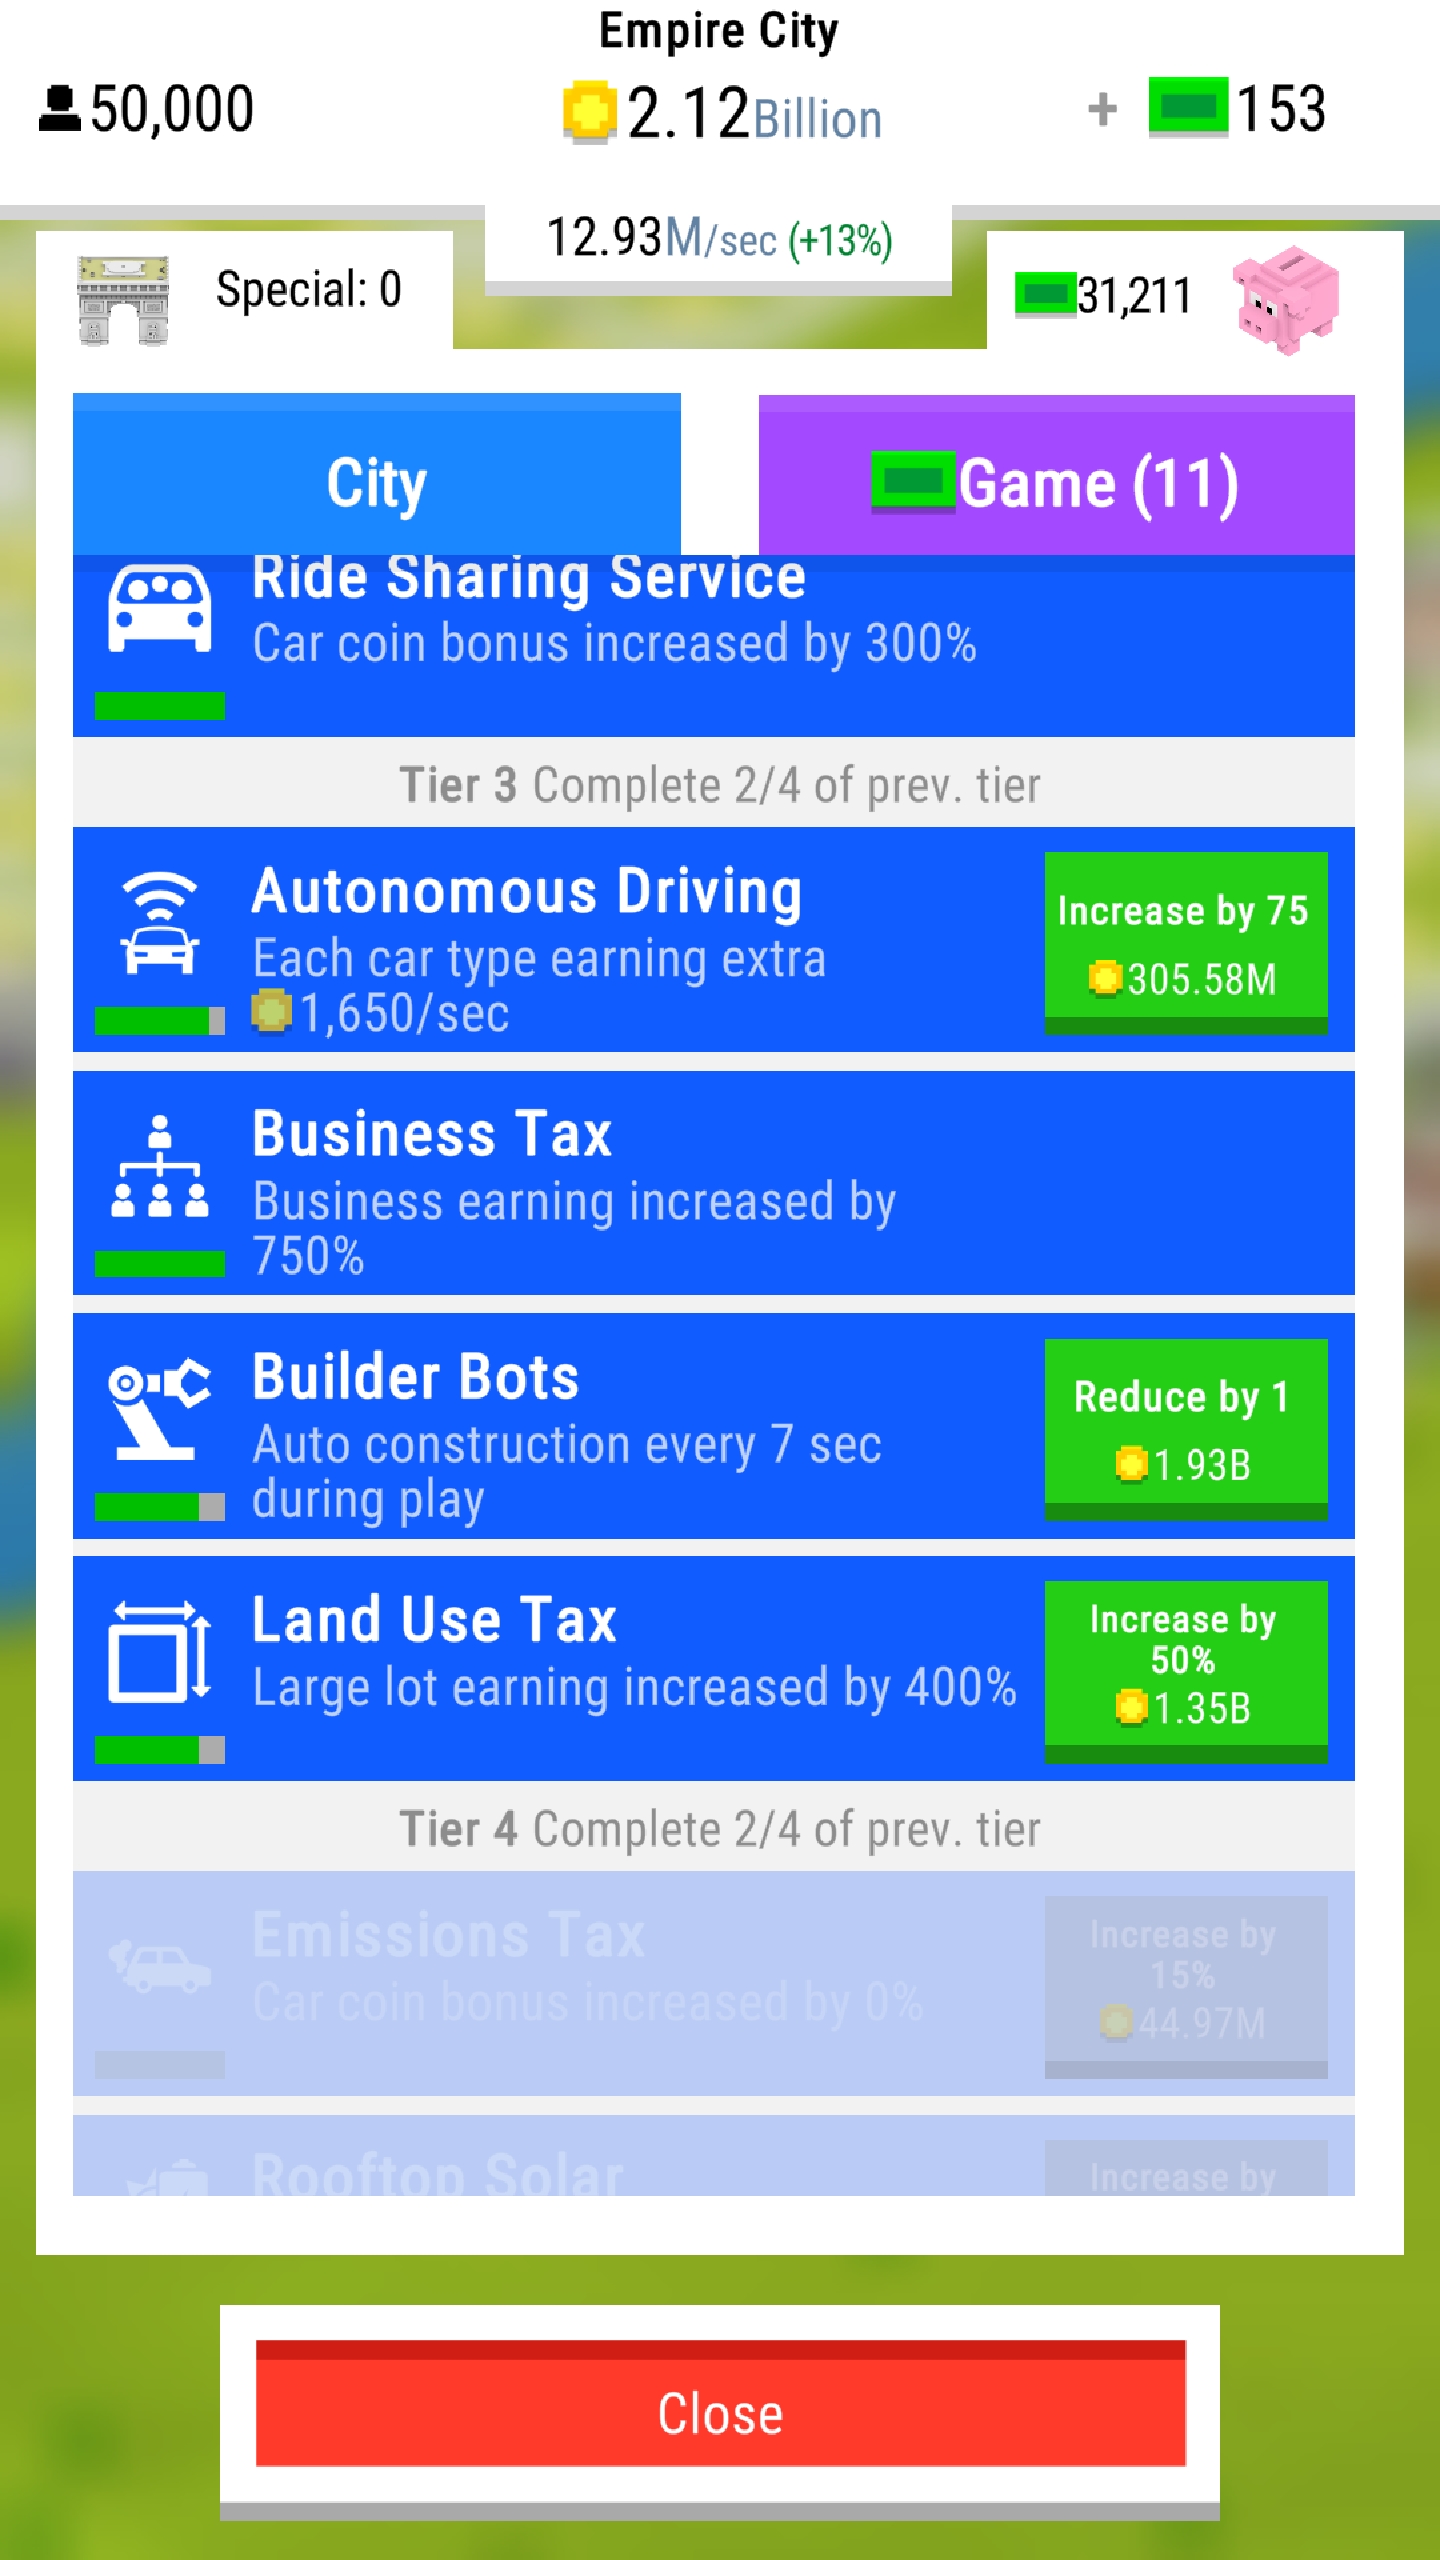 Empire City
50,000
2.12Billion
+ 153
12.93M/sec (+13%)
Special: 0
31,211
City
Game (11)
Ride Sharing Service
Car coin bonus increased by 300%
Tier 3 Complete 2/4 of prev. tier
Autonomous Driving
Each car type earning extra
1,650/sec
Increase by 75
305.58M
Business Tax
Business earning increased by
750%
Builder Bots
Auto construction every 7 sec
during play
Reduce by 1
1.93B
Land Use Tax
Large lot earning increased by 400%
Increase by
50%
1.35B
Tier 4 Complete 2/4 of prev. tier
Emissions Tax
Car coin bonus increased by 0%
Increase by
15%
44.97M
Rooftop Solar
Increase by
Close